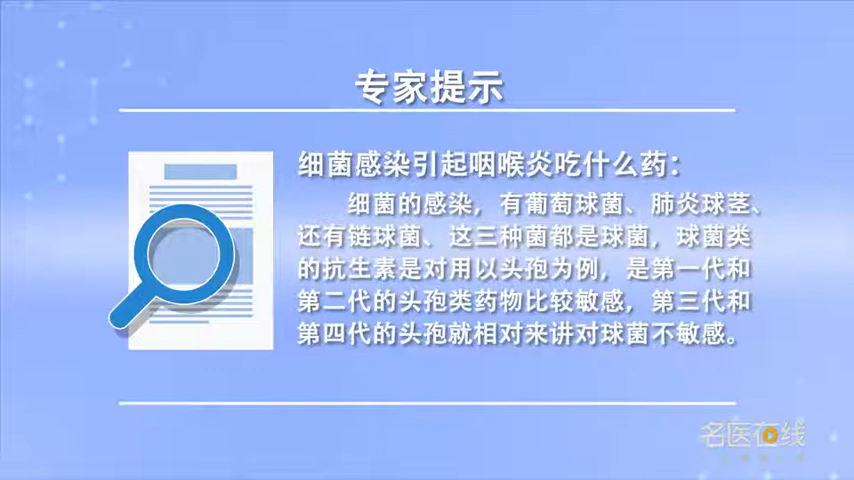 专家提示
细菌感染引起咽喉炎吃什么药：
细菌的感染，有葡萄球菌、肺炎球茎、
还有链球菌、这三种菌都是球菌，球菌类
的抗生素是对用以头孢为例，是第一代和
第二代的头孢类药物比较敏感，第三代和
第四代的头孢就相对来讲对球菌不敏感。
名医在线